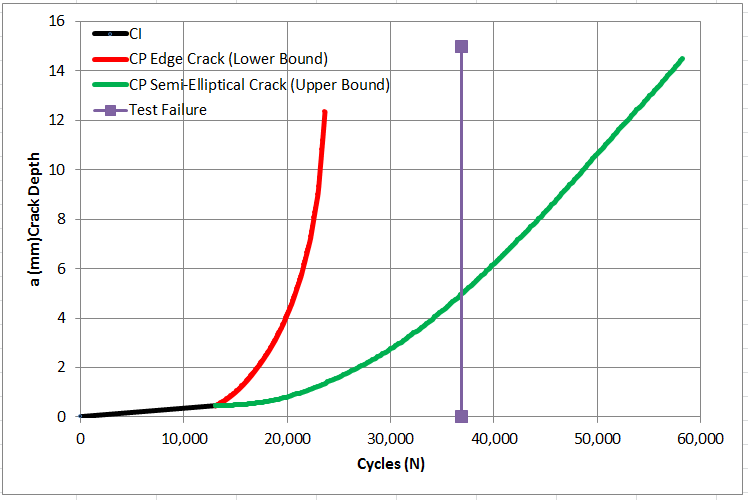 16
14
12
10
8
6
4
2
0
CI
CP Edge Crack (Lower Bound)
CP Semi-Elliptical Crack (Upper Bound)
Test Failure
a (mm)Crack Depth
0 10,000 20,000 30,000 40,000 50,000 60,000
Cycles (N)